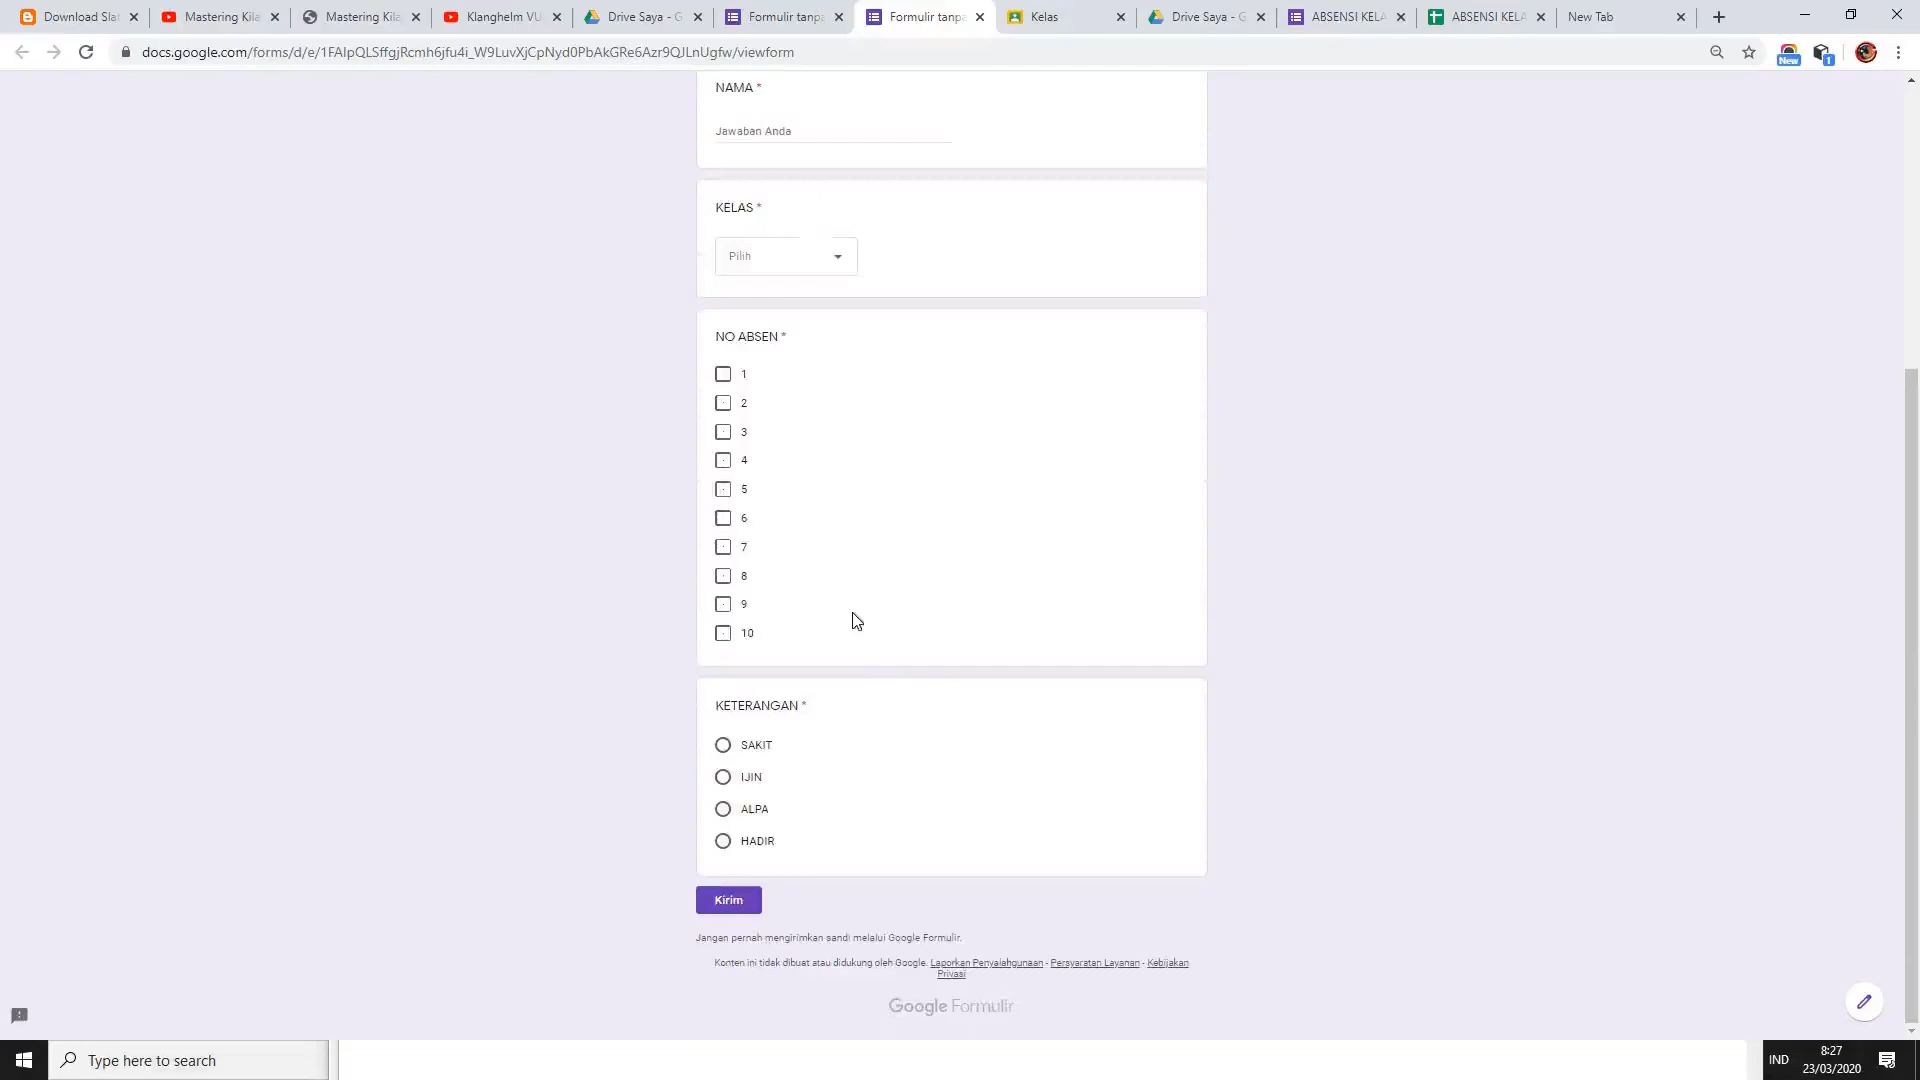 Download Slat
Mastering Kila
Mastering Kila
Klanghelm VU
Drive Saya - G
Formulir tanpa
Formulir tanpa
Kelas
Drive Saya - G
ABSENSI KELA
ABSENSI KELA
New Tab
docs.google.com/forms/d/e/1FAIpQLSffgjRcmh6jfu4i_W9LuvXjCpNyd0PbAkGRe6Azr9QJLnUgfw/viewform
New
1
NAMA *
Jawaban Anda
KELAS *
Pilih
NO ABSEN *
1
2
3
4
5
6
7
8
9
10
KETERANGAN *
SAKIT
IJIN
ALPA
HADIR
Kirim
Jangan pernah mengirimkan sandi melalui Google Formulir.
Konten ini tidak dibuat atau didukung oleh Google. Laporkan Penyalahgunaan - Persyaratan Layanan - Kebijakan
Privasi
Google Formulir
Type here to search
IND
8:27
23/03/2020